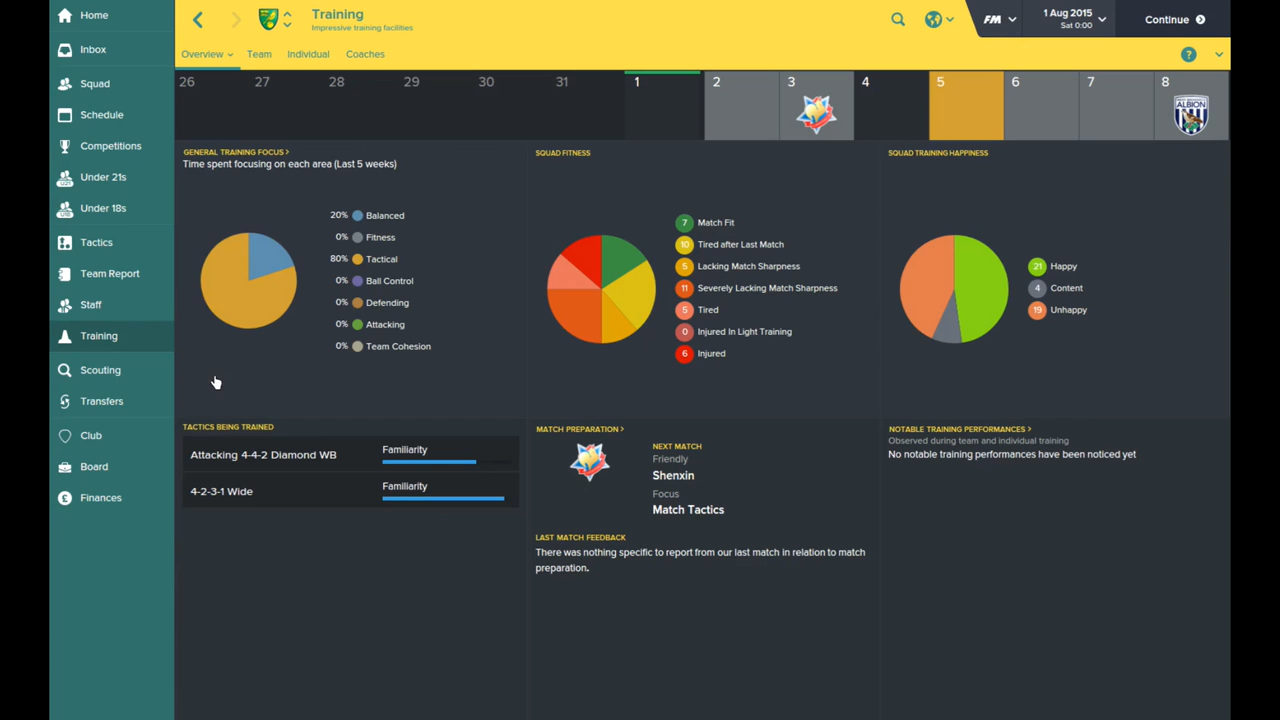 Home
Inbox
Squad
Schedule
Competitions
Under 21s
Under 18s
Tactics
Team Report
Staff
Training
Scouting
Transfers
Club
Board
Finances
Training
Impressive training facilities
FM
1 Aug 2015
Sat 0:00
Continue
Overview
Team
Individual
Coaches
?
26 27 28 29 30 31 1 2 3 4 5 6 7 8
ALBION
GENERAL TRAINING FOCUS >
Time spent focusing on each area (Last 5 weeks)
20% Balanced
0% Fitness
80% Tactical
0% Ball Control
0% Defending
0% Attacking
0% Team Cohesion
SQUAD FITNESS
7 Match Fit
10 Tired after Last Match
5 Lacking Match Sharpness
11 Severely Lacking Match Sharpness
5 Tired
0 Injured In Light Training
6 Injured
SQUAD TRAINING HAPPINESS
21 Happy
4 Content
19 Unhappy
TACTICS BEING TRAINED
Attacking 4-4-2 Diamond WB
Familiarity
4-2-3-1 Wide
Familiarity
MATCH PREPARATION >
NEXT MATCH
Friendly
Shenxin
Focus
Match Tactics
LAST MATCH FEEDBACK
There was nothing specific to report from our last match in relation to match
preparation.
NOTABLE TRAINING PERFORMANCES >
Observed during team and individual training
No notable training performances have been noticed yet